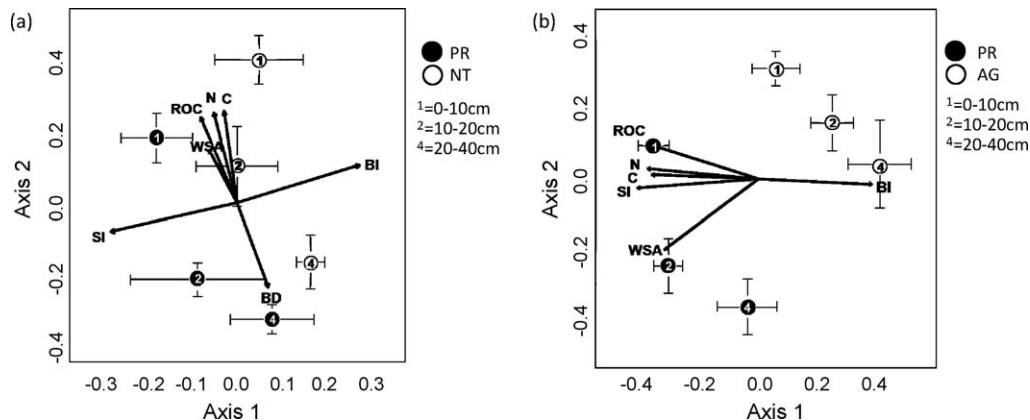 (a)
0.4
0.2
0.0
-0.2
-0.4
Axis 2
-0.3 -0.1 0.0 0.1 0.2 0.3
Axis 1
1
ROC N C
1
WSA
2
BI
SI
2
4
BD
4
PR
NT
1=0-10cm
2=10-20cm
4=20-40cm
(b)
0.4
0.2
0.0
-0.2
-0.4
Axis 2
-0.4 -0.2 0.0 0.2 0.4
Axis 1
1
2
ROC
1
N
C
SI
4
BI
WSA
2
4
PR
AG
1=0-10cm
2=10-20cm
4=20-40cm